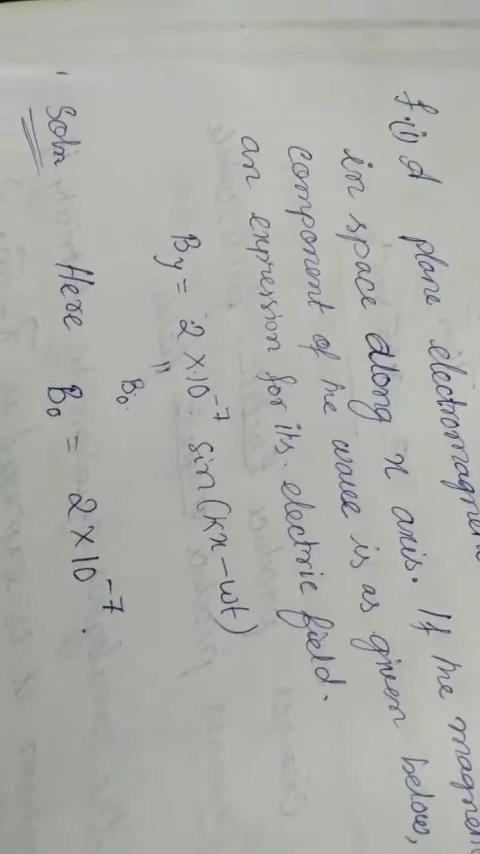 f.(i) A plane electromagne
in space along x axis. If the magne
component of the wave is as given below,
an expression for its electric field.
By = 2 × 10⁻⁷ sin(Kx - wt)
"
B₀.
Soln Here B₀ = 2 × 10⁻⁷.